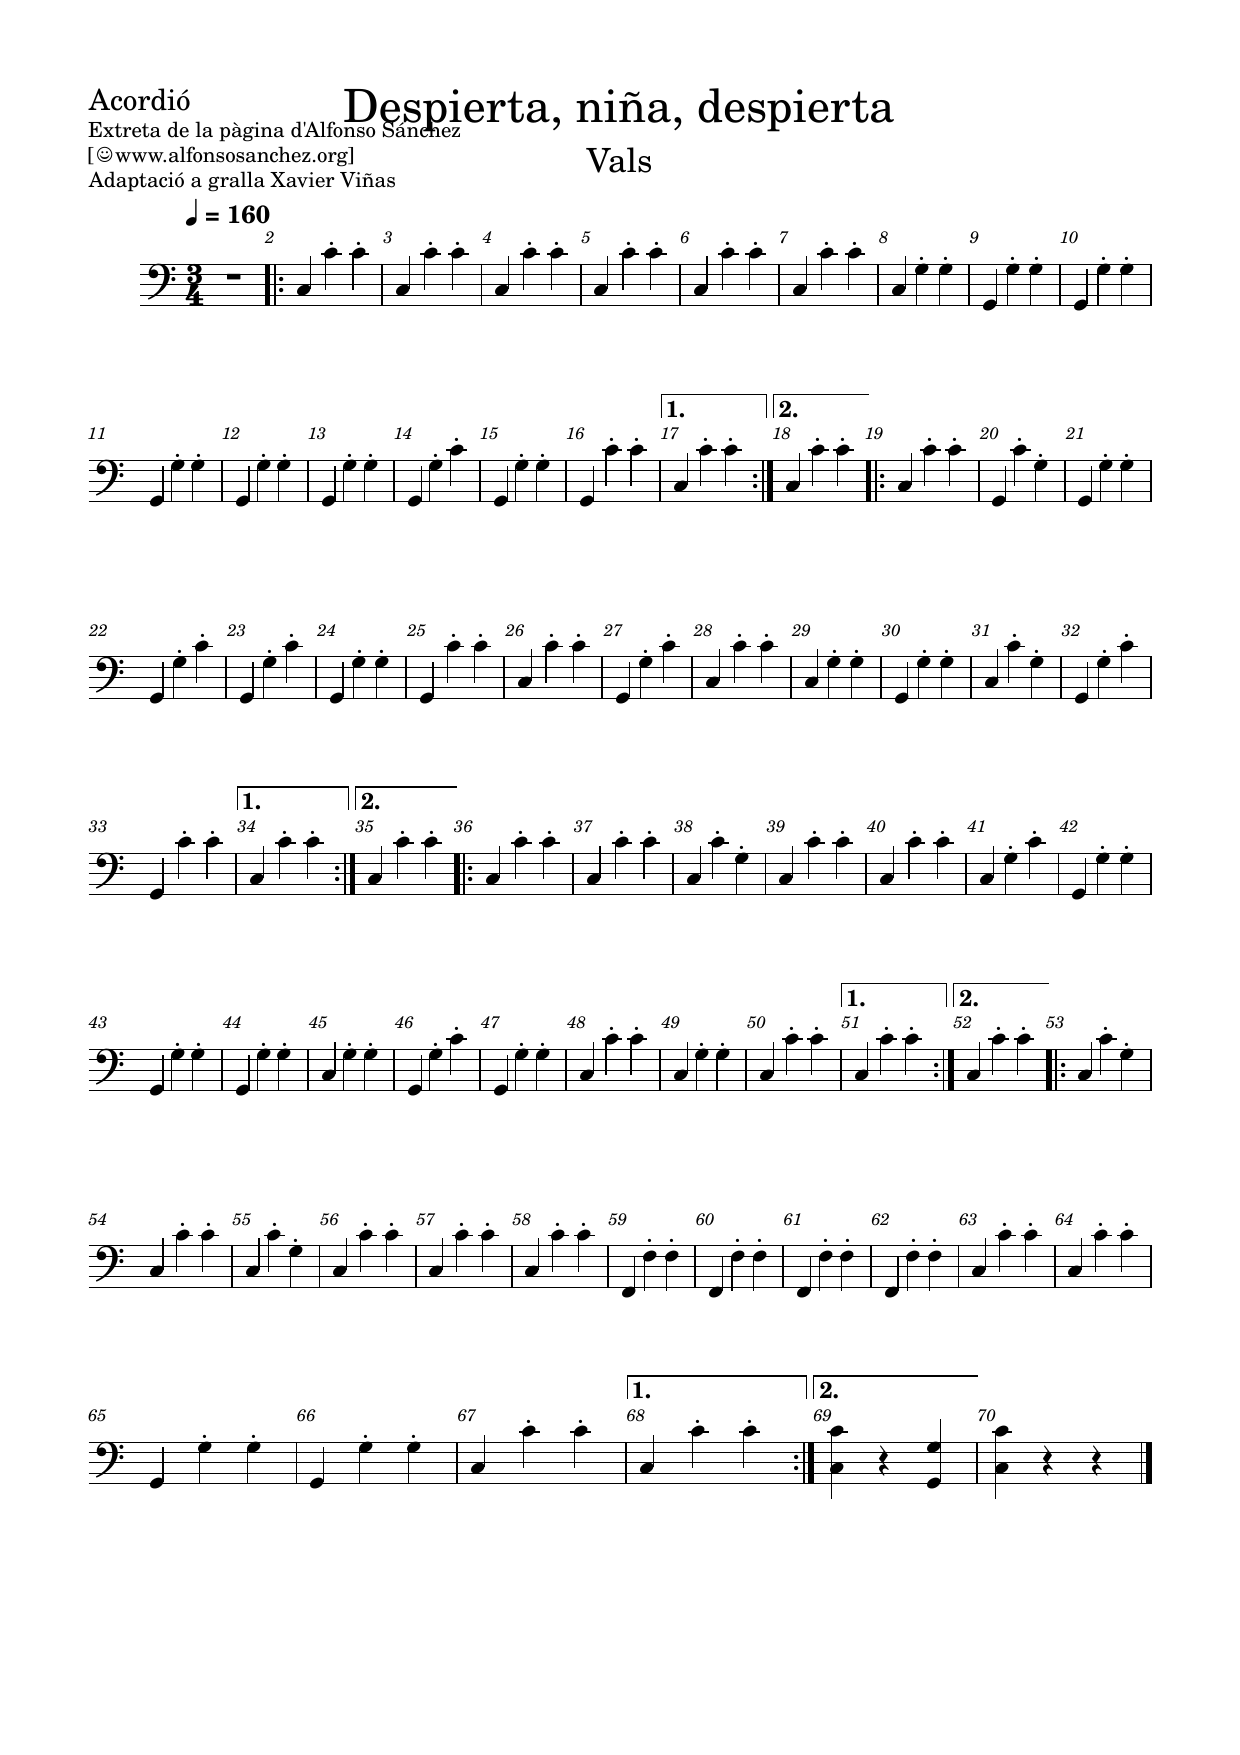 Acordió
Despierta, niña, despierta
Extreta de la pàgina d'Alfonso Sánchez
[☺www.alfonsosanchez.org]
Vals
Adaptació a gralla Xavier Viñas
♩ = 160
2 3 4 5 6 7 8 9 10
3
4
1. 2.
11 12 13 14 15 16 17 18 19 20 21
22 23 24 25 26 27 28 29 30 31 32
1. 2.
33 34 35 36 37 38 39 40 41 42
1. 2.
43 44 45 46 47 48 49 50 51 52 53
54 55 56 57 58 59 60 61 62 63 64
1. 2.
65 66 67 68 69 70